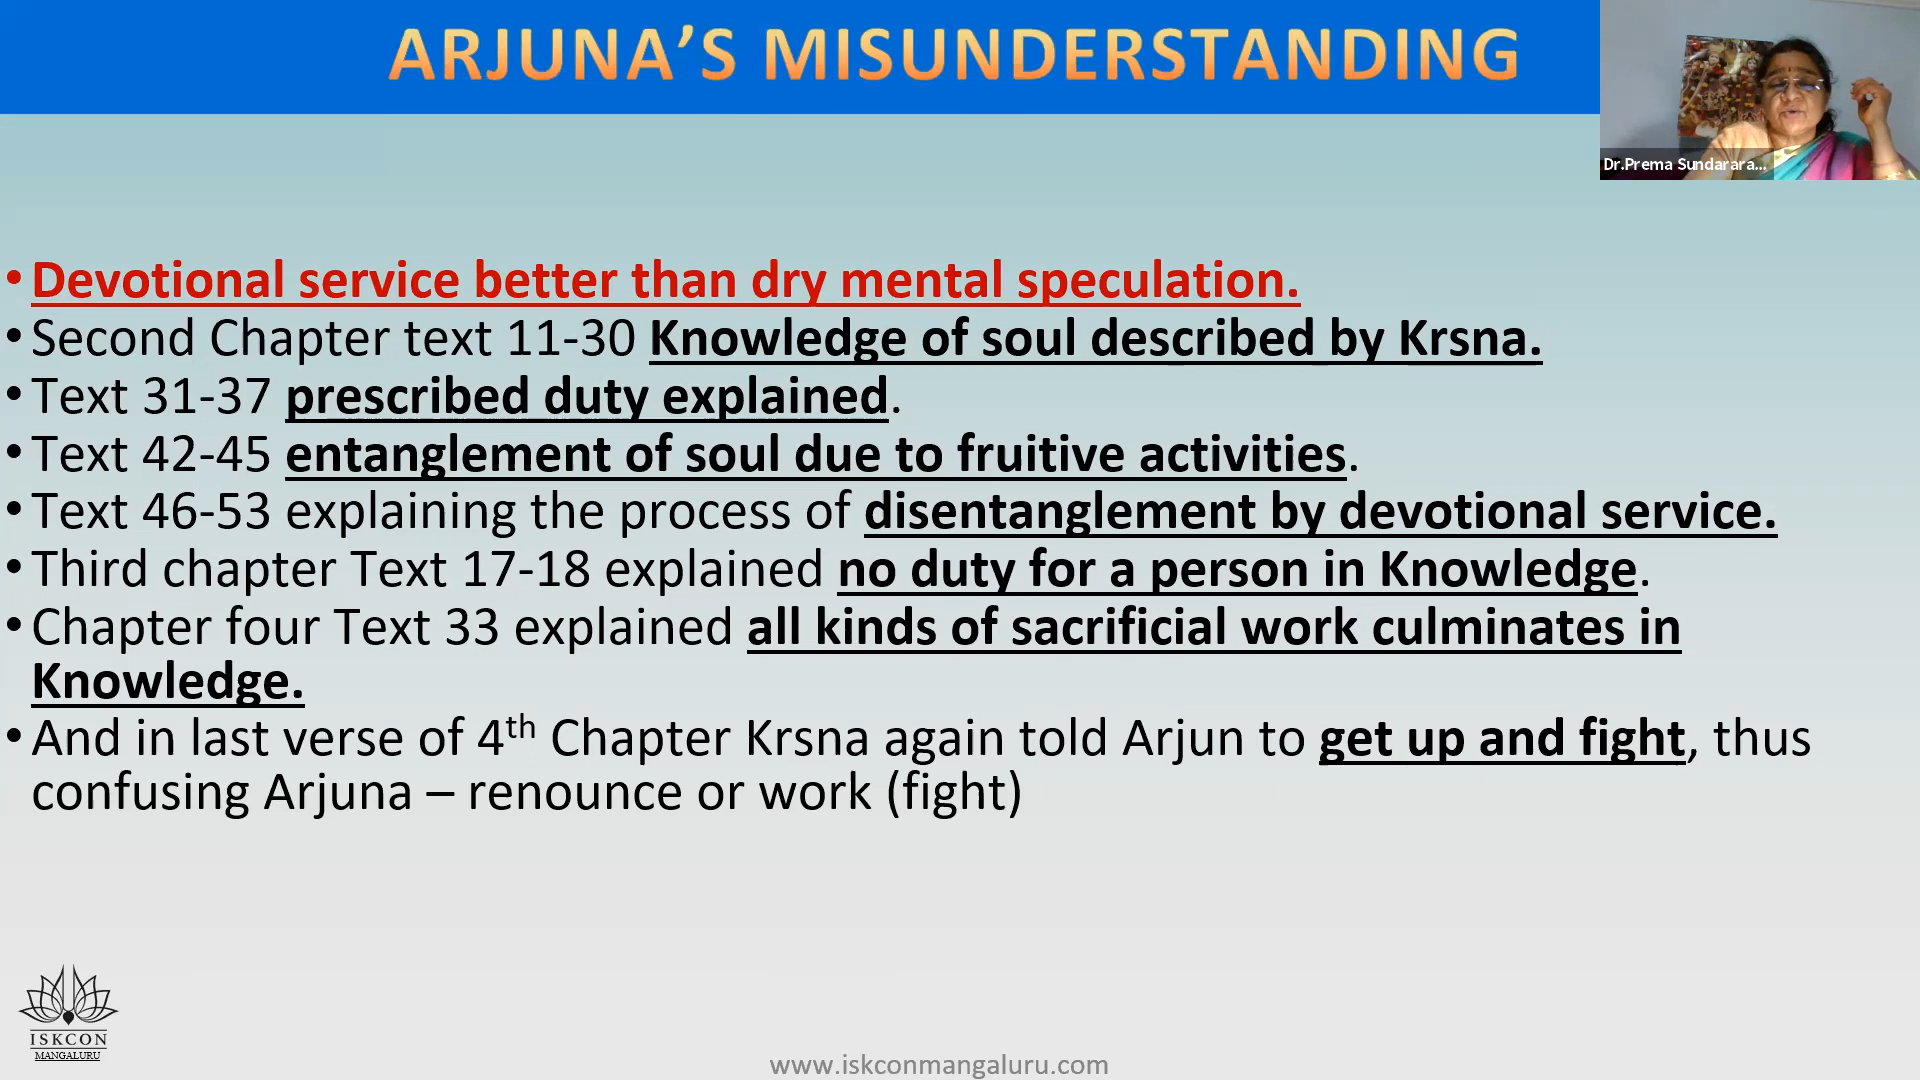 ARJUNA’S MISUNDERSTANDING
Dr.Prema Sundarara...
• Devotional service better than dry mental speculation.
• Second Chapter text 11-30 Knowledge of soul described by Krsna.
• Text 31-37 prescribed duty explained.
• Text 42-45 entanglement of soul due to fruitive activities.
• Text 46-53 explaining the process of disentanglement by devotional service.
• Third chapter Text 17-18 explained no duty for a person in Knowledge.
• Chapter four Text 33 explained all kinds of sacrificial work culminates in
Knowledge.
• And in last verse of 4th Chapter Krsna again told Arjun to get up and fight, thus
confusing Arjuna – renounce or work (fight)
ISKCON
MANGALURU
www.iskconmangaluru.com